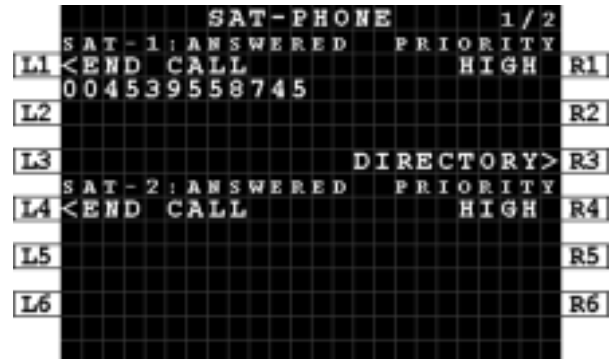 SAT-PHONE 1/2
SAT-1:ANSWERED PRIORITY
L1 <END CALL HIGH R1
004539558745
L2 R2
L3 DIRECTORY> R3
SAT-2:ANSWERED PRIORITY
L4 <END CALL HIGH R4
L5 R5
L6 R6